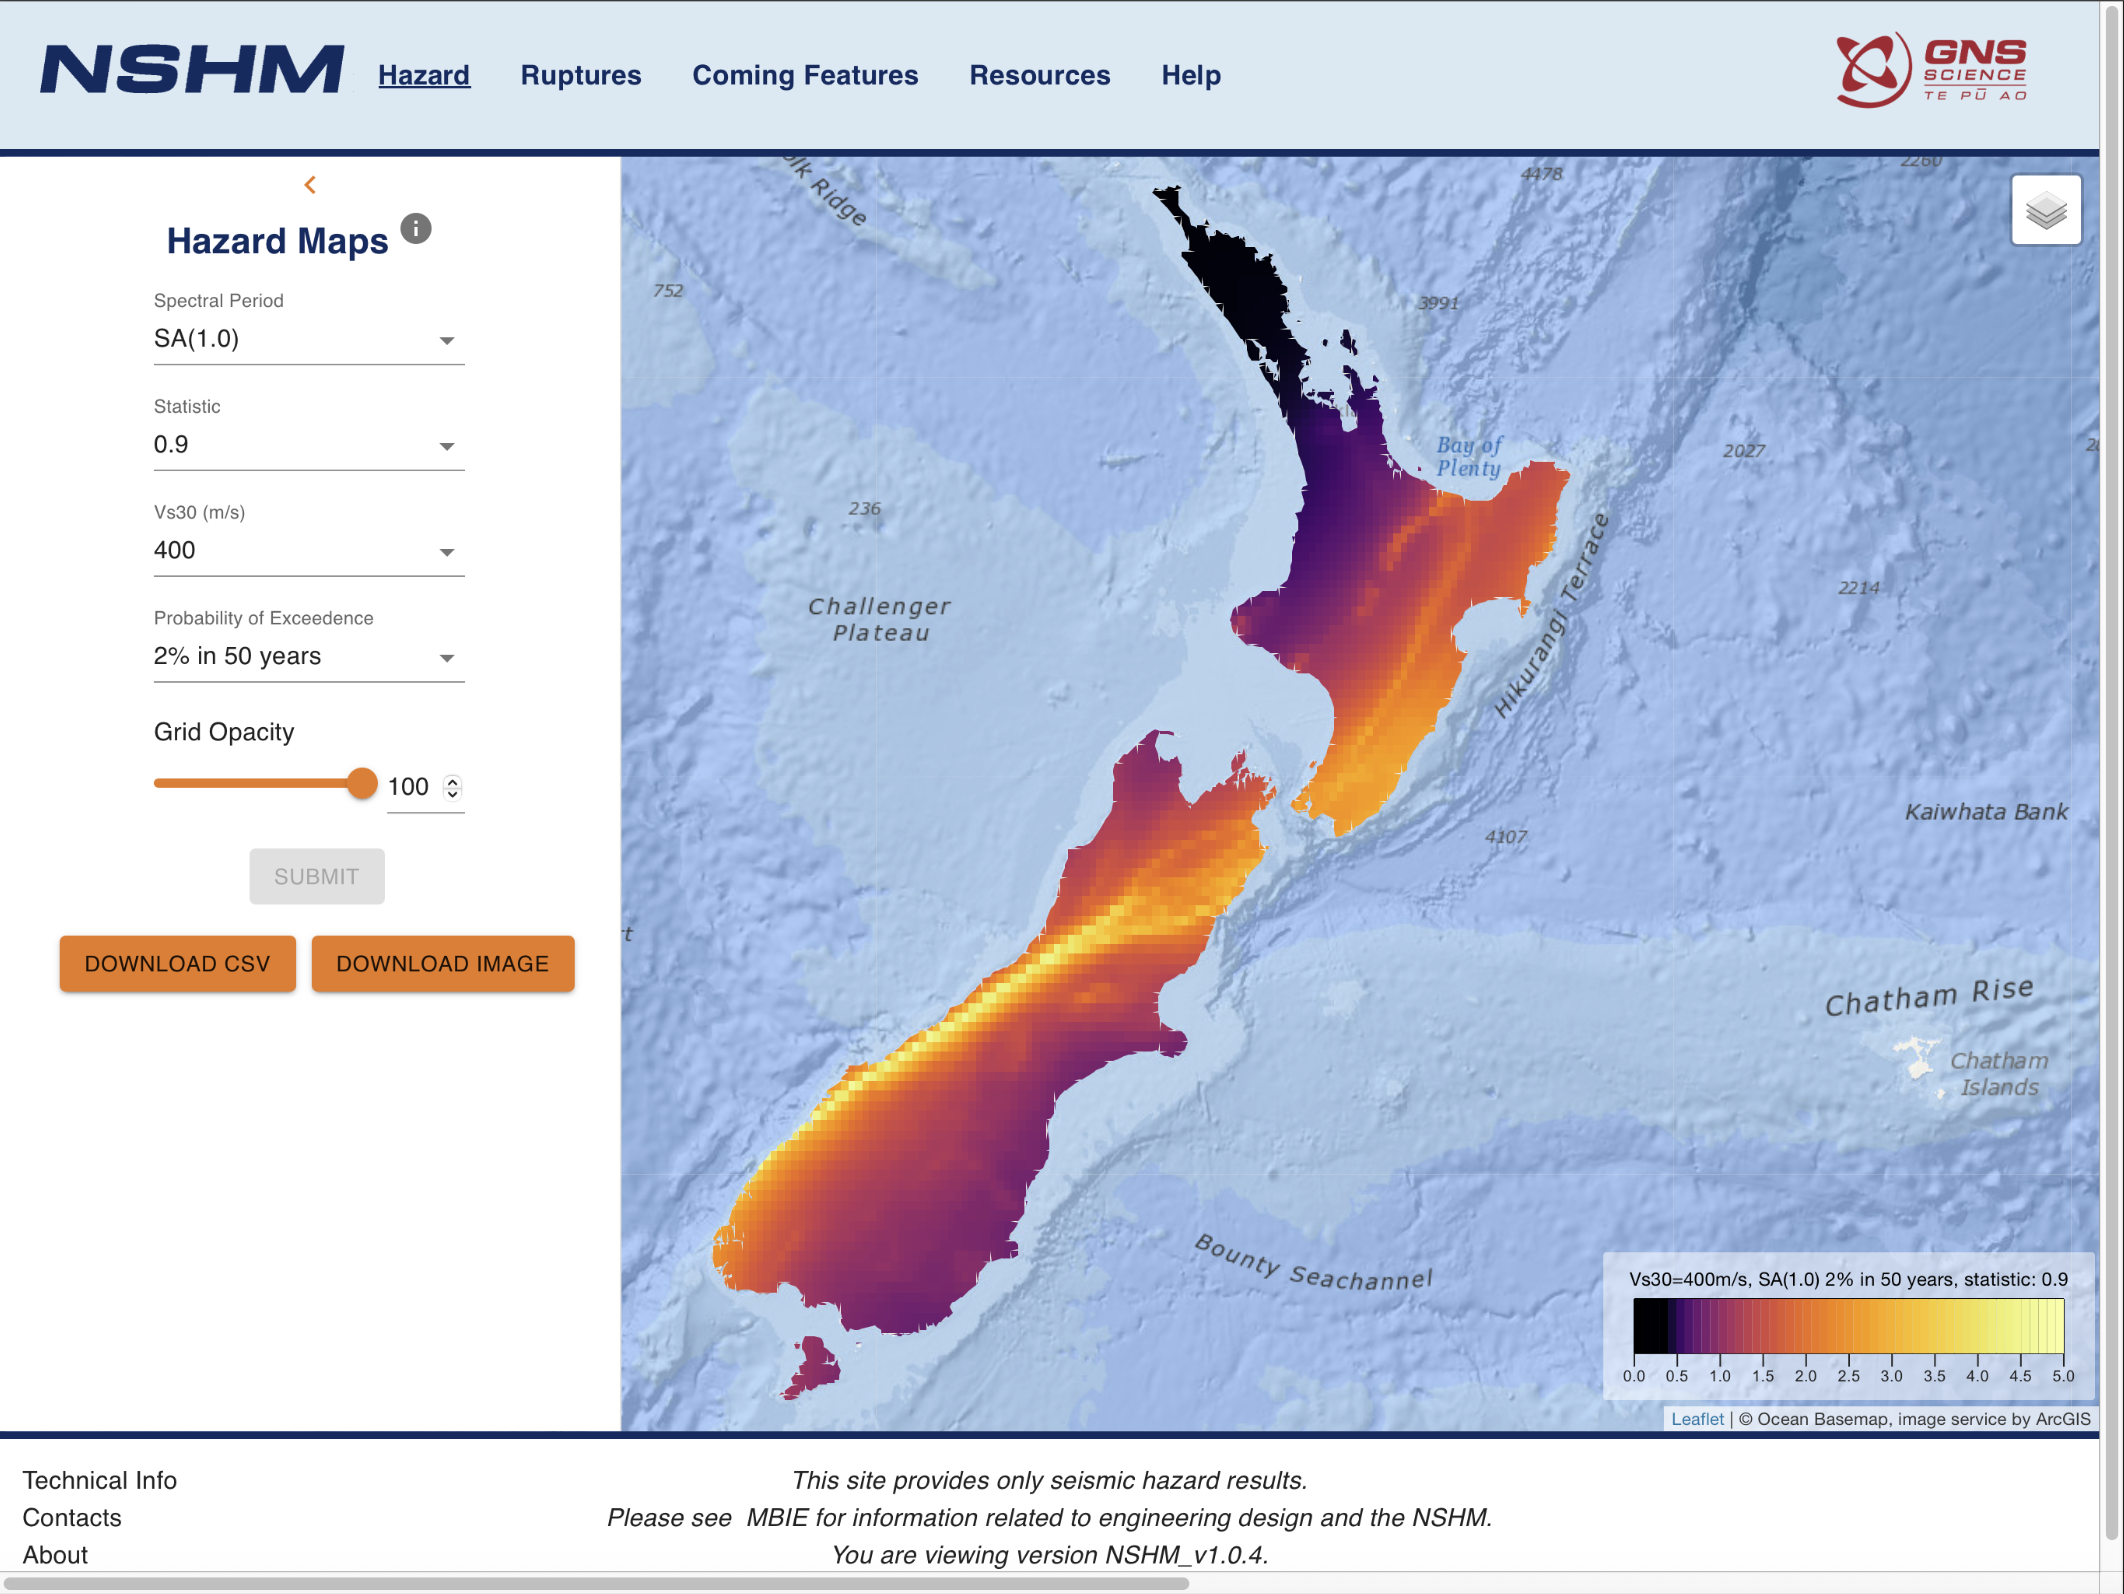 NSHM
Hazard
Ruptures
Coming Features
Resources
Help
GNS
SCIENCE
TE PŪ AO
Hazard Maps
i
Spectral Period
SA(1.0)
Statistic
0.9
Vs30 (m/s)
400
Probability of Exceedence
2% in 50 years
Grid Opacity
100
SUBMIT
DOWNLOAD CSV
DOWNLOAD IMAGE
Ridge
4478
2260
752
3991
Bay of
Plenty
2027
236
Hikurangi Terrace
2214
Challenger
Plateau
Kaiwhata Bank
4107
Chatham Rise
Chatham
Islands
Bounty Seachannel
Vs30=400m/s, SA(1.0) 2% in 50 years, statistic: 0.9
0.0 0.5 1.0 1.5 2.0 2.5 3.0 3.5 4.0 4.5 5.0
Leaflet | © Ocean Basemap, image service by ArcGIS
Technical Info
Contacts
About
This site provides only seismic hazard results.
Please see MBIE for information related to engineering design and the NSHM.
You are viewing version NSHM_v1.0.4.